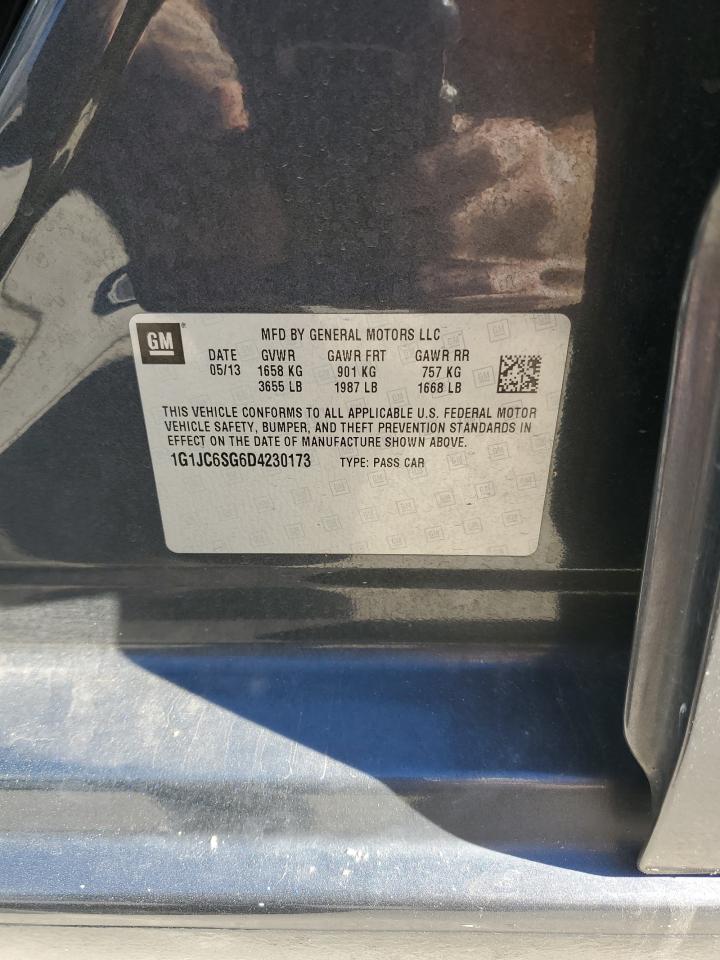 GM MFD BY GENERAL MOTORS LLC
DATE GVWR GAWR FRT GAWR RR
05/13 1658 KG 901 KG 757 KG
3655 LB 1987 LB 1668 LB
THIS VEHICLE CONFORMS TO ALL APPLICABLE U.S. FEDERAL MOTOR
VEHICLE SAFETY, BUMPER, AND THEFT PREVENTION STANDARDS IN
EFFECT ON THE DATE OF MANUFACTURE SHOWN ABOVE.
1G1JC6SG6D4230173 TYPE: PASS CAR